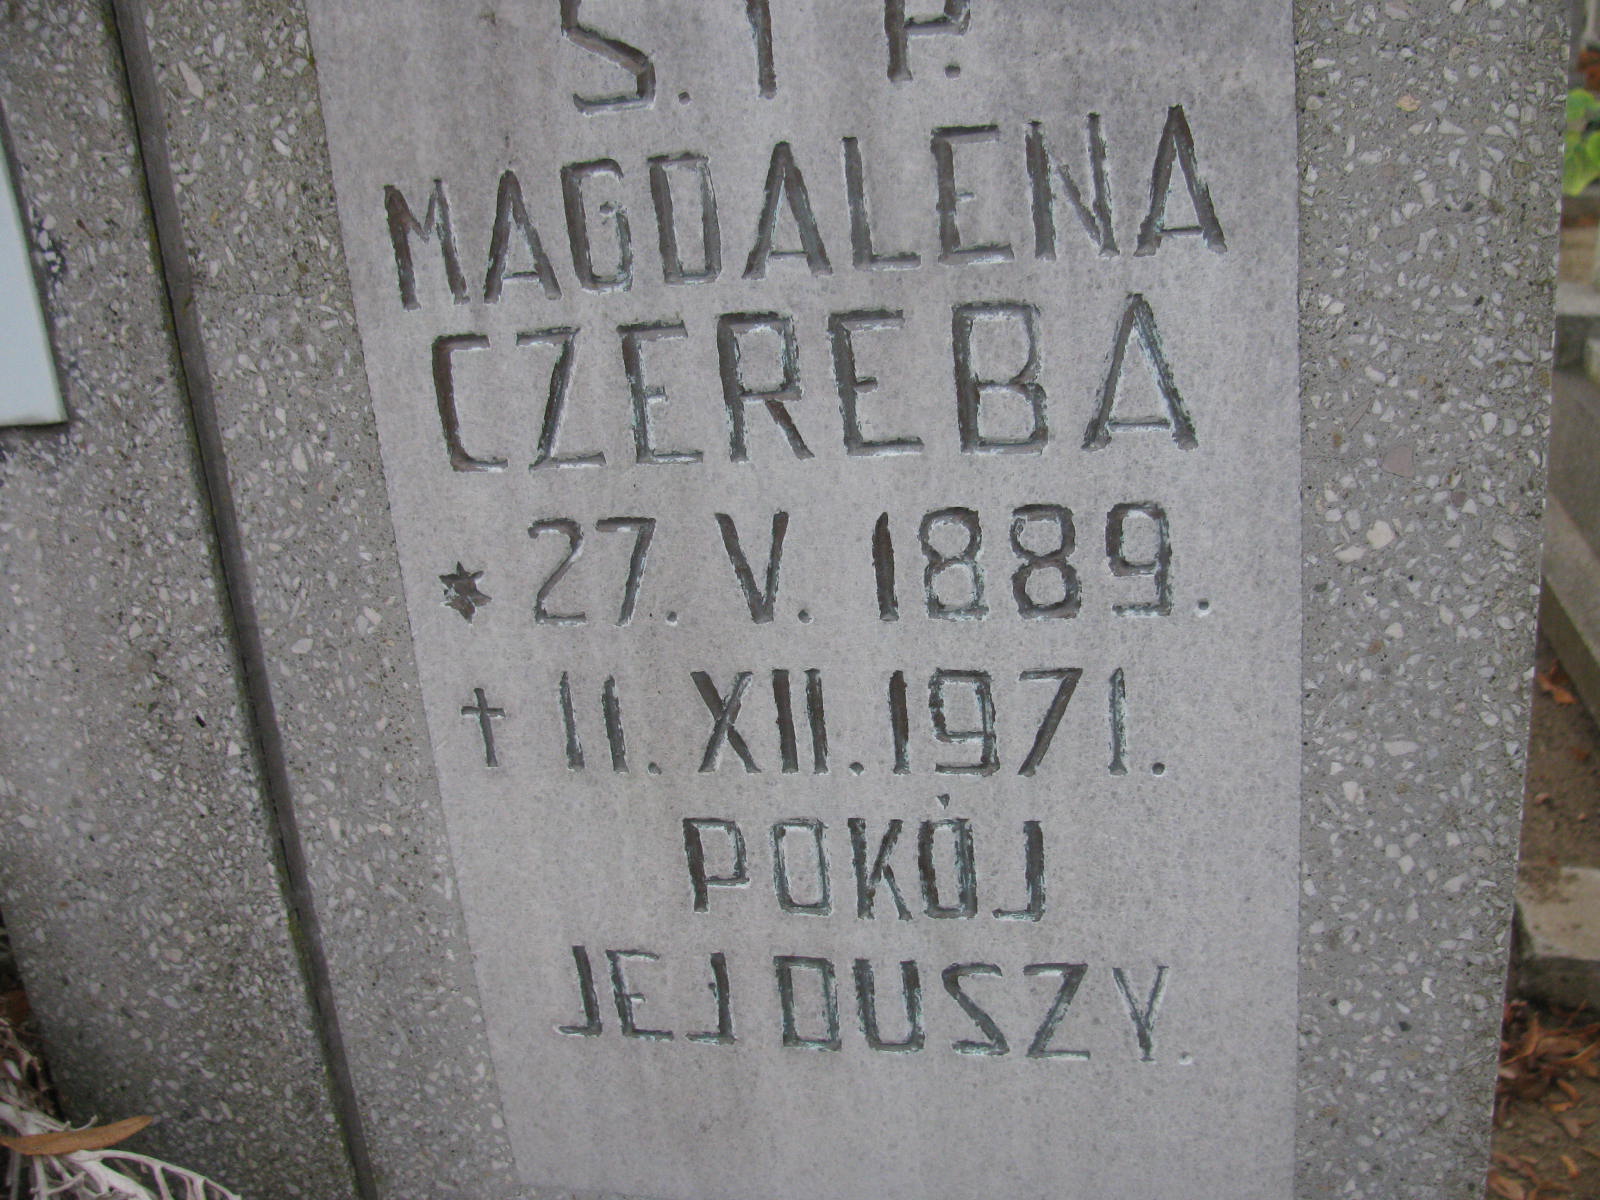 Ś. † P.
MAGDALENA
CZEREBA
* 27. V. 1889.
† 11. XII. 1971.
POKÓJ
JEJ DUSZY.